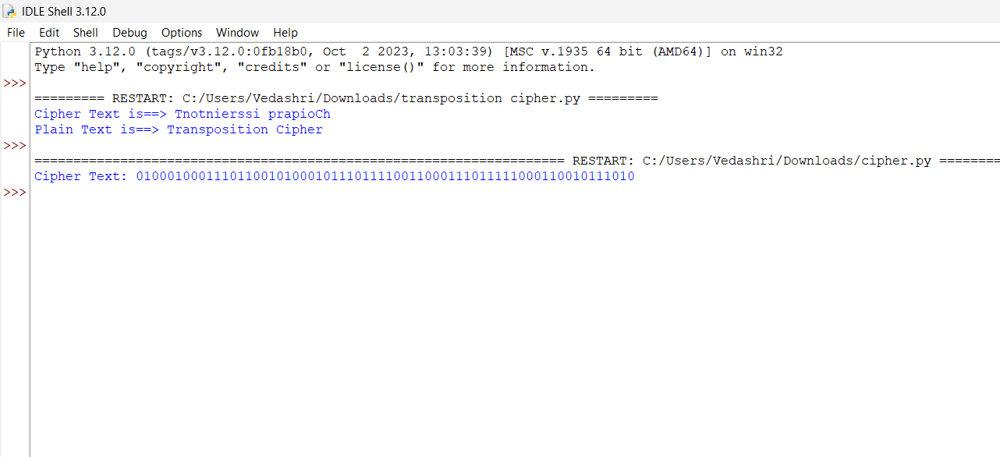 IDLE Shell 3.12.0
File Edit Shell Debug Options Window Help
Python 3.12.0 (tags/v3.12.0:0fb18b0, Oct  2 2023, 13:03:39) [MSC v.1935 64 bit (AMD64)] on win32
Type "help", "copyright", "credits" or "license()" for more information.
>>>
========= RESTART: C:/Users/Vedashri/Downloads/transposition cipher.py =========
Cipher Text is==> Tnotnierssi prapioCh
Plain Text is==> Transposition Cipher
>>>
==================================================================== RESTART: C:/Users/Vedashri/Downloads/cipher.py ========
Cipher Text: 0100010001110110010100010111011110011000111011111000110010111010
>>>